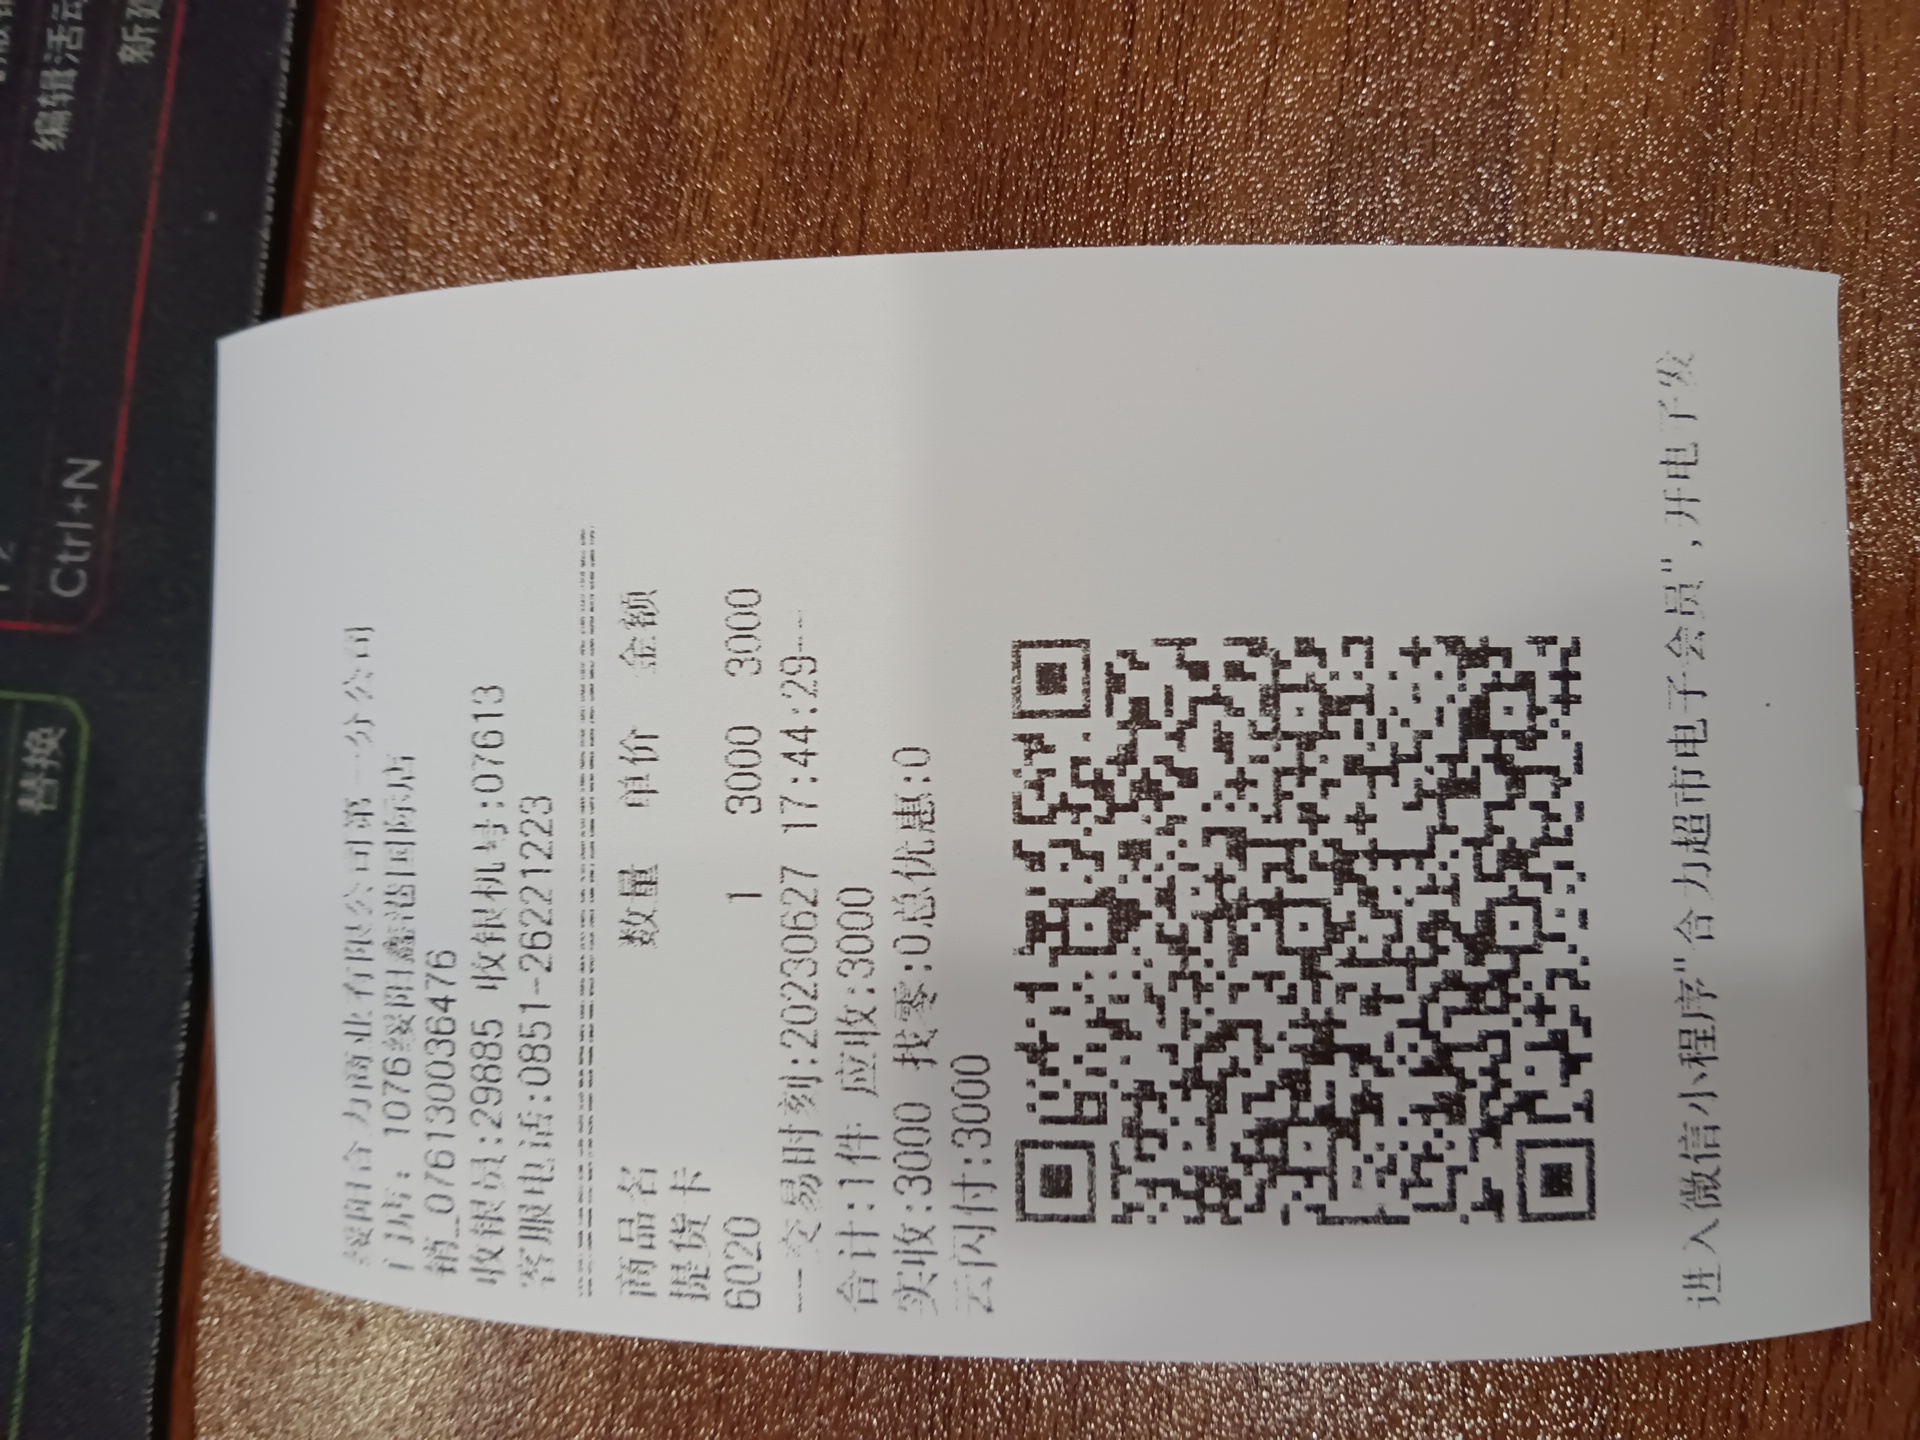 绥阳合力商业有限公司第一分公司
门店: 1076绥阳鑫港国际店
销_0761300036476
收银员:29885 收银机号:07613
客服电话:0851-26221223
商品名 数量 单价 金额
提货卡
6020 1 3000 3000
--交易时刻:20230627 17:44:29--
合计:1件 应收:3000
实收:3000 找零:0总优惠:0
云闪付:3000
进入微信小程序"合力超市电子会员",开电子发
编辑活动
新建
Ctrl+N
替换